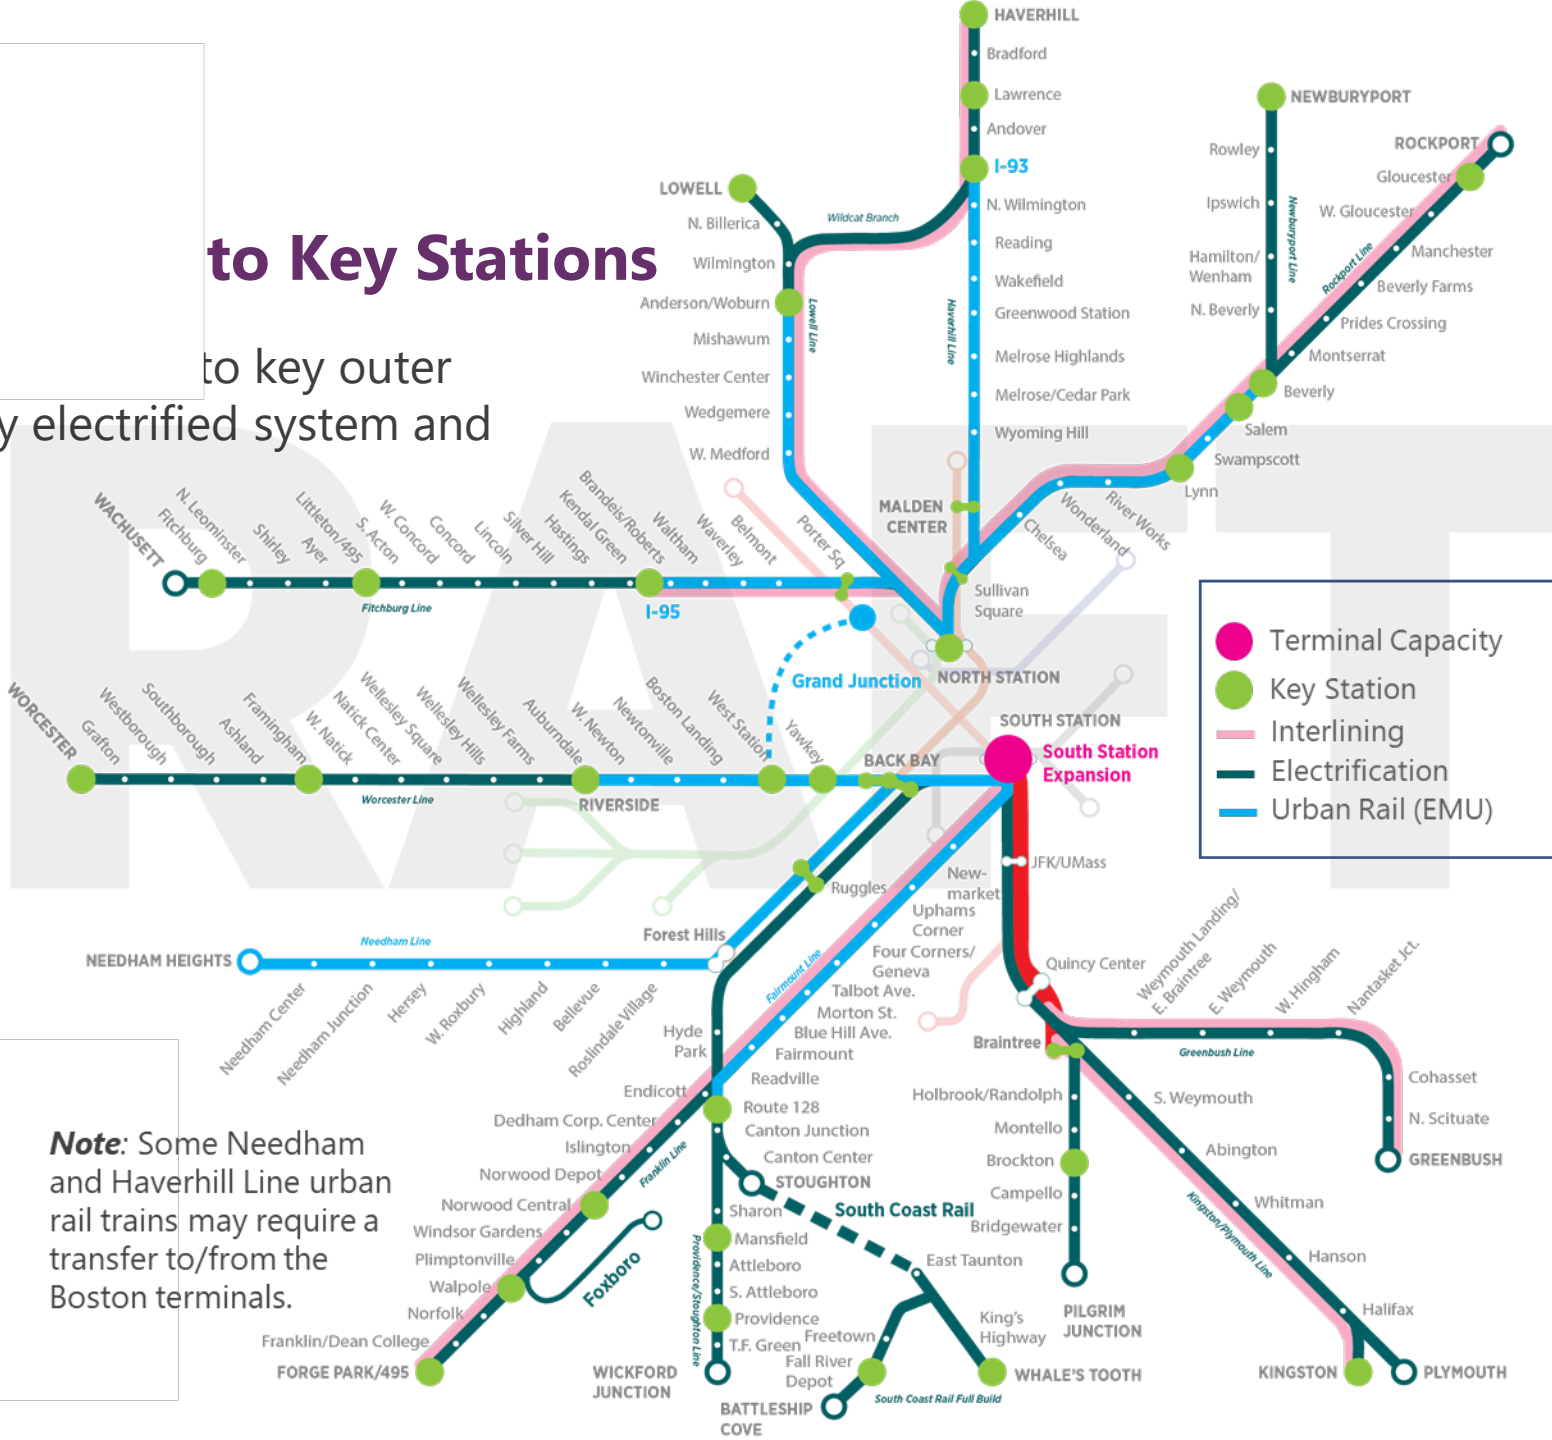 to Key Stations
to key outer
y electrified system and
HAVERHILL
Bradford
Lawrence
Andover
I-93
N. Wilmington
Reading
Wakefield
Greenwood Station
Melrose Highlands
Melrose/Cedar Park
Wyoming Hill
Haverhill Line
MALDEN
CENTER
Wildcat Branch
LOWELL
N. Billerica
Wilmington
Anderson/Woburn
Mishawum
Winchester Center
Wedgemere
W. Medford
Lowell Line
NEWBURYPORT
Rowley
Ipswich
Hamilton/
Wenham
N. Beverly
Newburyport Line
ROCKPORT
Gloucester
W. Gloucester
Manchester
Beverly Farms
Prides Crossing
Montserrat
Beverly
Salem
Swampscott
Lynn
River Works
Wonderland
Chelsea
Rockport Line
Sullivan
Square
NORTH STATION
WACHUSETT
Fitchburg
N. Leominster
Shirley
Ayer
Littleton/495
S. Acton
W. Concord
Concord
Lincoln
Silver Hill
Hastings
Kendal Green
Brandeis/Roberts
Waltham
Waverley
Belmont
Porter Sq
Fitchburg Line
I-95
Grand Junction
RAFT
WORCESTER
Grafton
Westborough
Southborough
Ashland
Framingham
W. Natick
Natick Center
Wellesley Square
Wellesley Hills
Wellesley Farms
Auburndale
W. Newton
Newtonville
Boston Landing
West Station
Yawkey
BACK BAY
Worcester Line
RIVERSIDE
SOUTH STATION
South Station
Expansion
Terminal Capacity
Key Station
Interlining
Electrification
Urban Rail (EMU)
JFK/UMass
Quincy Center
Braintree
Ruggles
Forest Hills
NEEDHAM HEIGHTS
Needham Line
Needham Center
Needham Junction
Hersey
W. Roxbury
Highland
Bellevue
Roslindale Village
New-
market
Uphams
Corner
Four Corners/
Geneva
Talbot Ave.
Morton St.
Blue Hill Ave.
Fairmount
Readville
Fairmount Line
Hyde
Park
Endicott
Dedham Corp. Center
Islington
Norwood Depot
Norwood Central
Windsor Gardens
Plimptonville
Walpole
Norfolk
Franklin/Dean College
FORGE PARK/495
Franklin Line
Foxboro
Route 128
Canton Junction
Canton Center
STOUGHTON
Sharon
Mansfield
Attleboro
S. Attleboro
Providence
T.F. Green
WICKFORD
JUNCTION
Providence/Stoughton Line
South Coast Rail
East Taunton
King's
Highway
WHALE'S TOOTH
Freetown
Fall River
Depot
BATTLESHIP
COVE
South Coast Rail Full Build
Holbrook/Randolph
Montello
Brockton
Campello
Bridgewater
PILGRIM
JUNCTION
Weymouth Landing/
E. Braintree
E. Weymouth
W. Hingham
Nantasket Jct.
Greenbush Line
Cohasset
N. Scituate
GREENBUSH
S. Weymouth
Abington
Whitman
Hanson
Halifax
Kingston/Plymouth Line
KINGSTON
PLYMOUTH
Note: Some Needham
and Haverhill Line urban
rail trains may require a
transfer to/from the
Boston terminals.